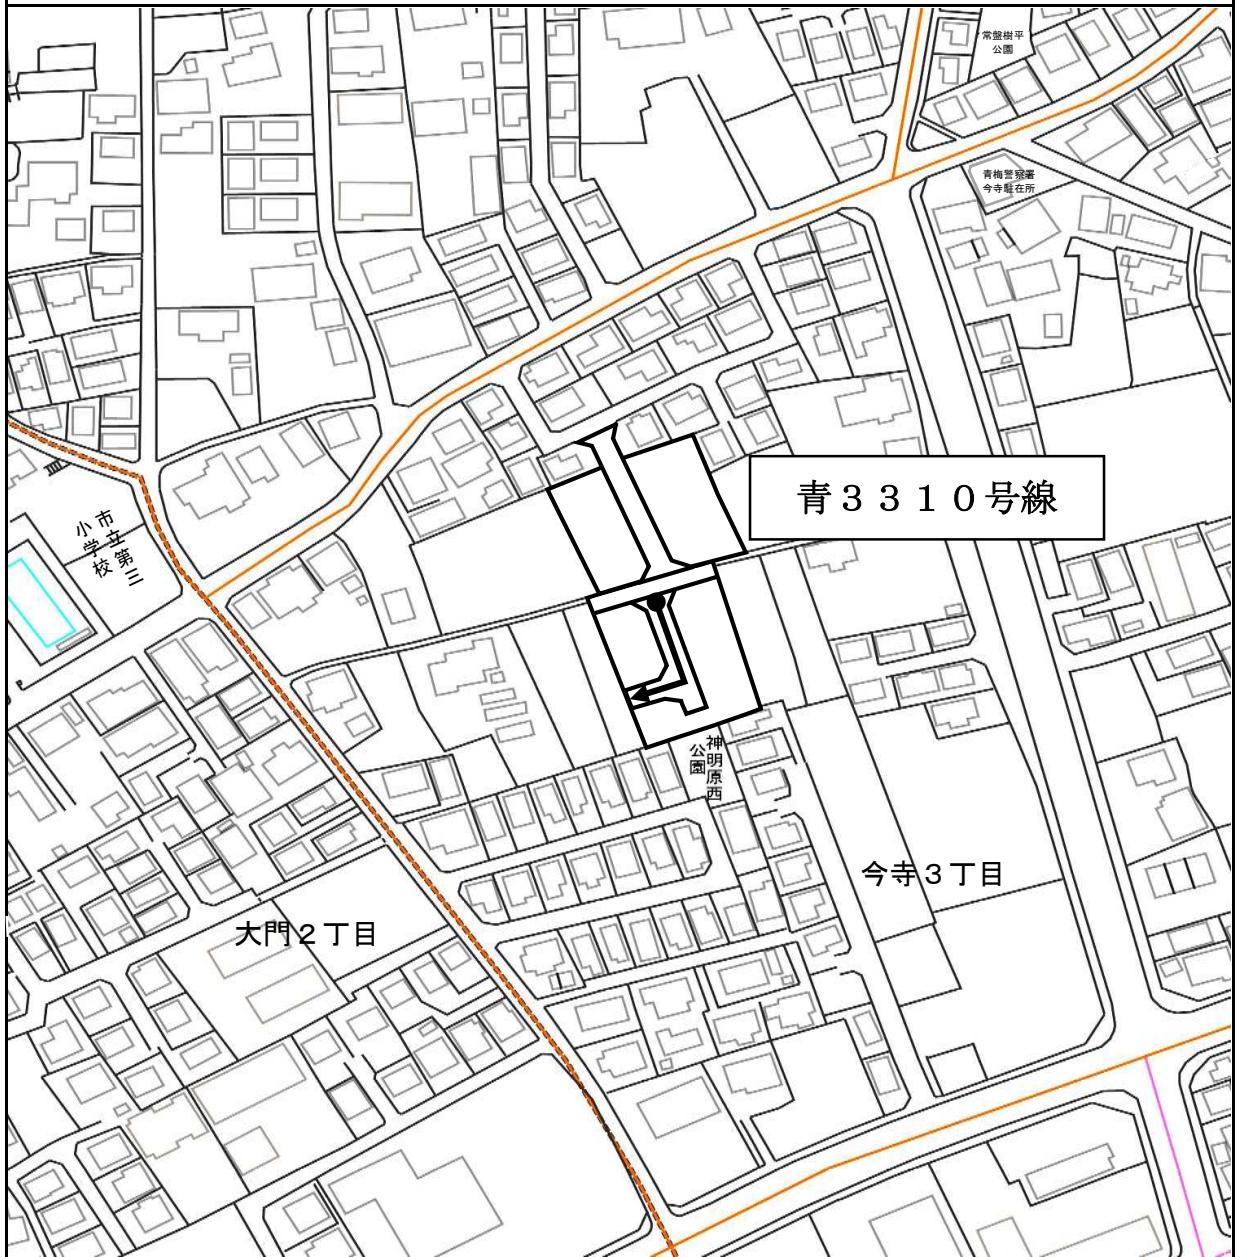 常盤樹平
公園
青梅警察署
今寺駐在所
青３３１０号線
市立第三
小学校
神明原西
公園
今寺３丁目
大門２丁目